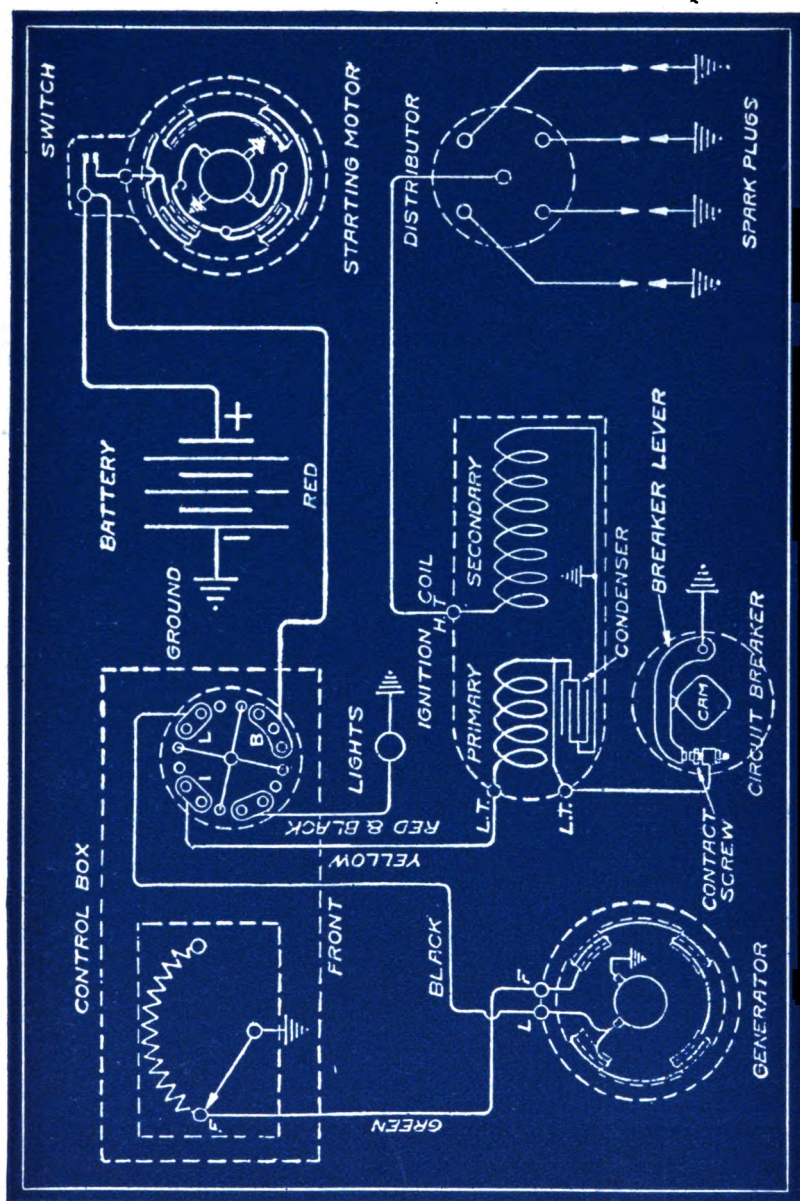 CONTROL BOX
BATTERY
SWITCH
GROUND
+
−
F.
I
L
B
RED
FRONT
LIGHTS
STARTING MOTOR
YELLOW
RED & BLACK
GREEN
BLACK
IGNITION COIL
H.T
DISTRIBUTOR
L.T.
PRIMARY
SECONDARY
L
F
L.T.
CONDENSER
BREAKER LEVER
CAM
CONTACT
SCREW
CIRCUIT BREAKER
GENERATOR
SPARK PLUGS